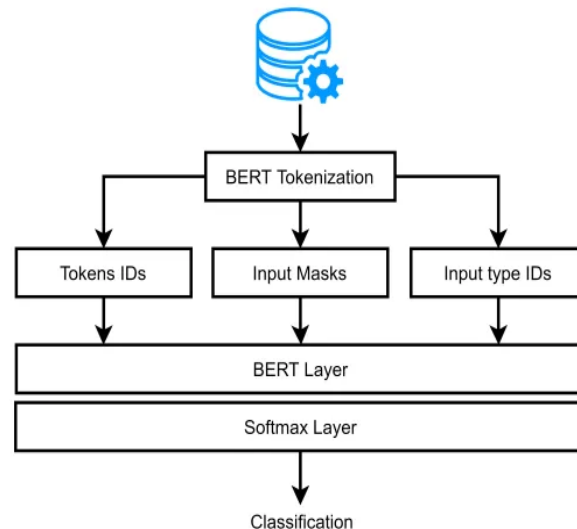 BERT Tokenization
Tokens IDs
Input Masks
Input type IDs
BERT Layer
Softmax Layer
Classification